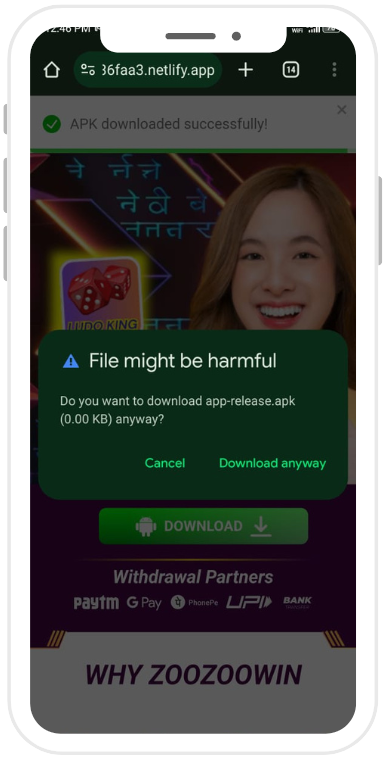 12:46 PM
36faa3.netlify.app
14
APK downloaded successfully!
LUDO KING
File might be harmful
Do you want to download app-release.apk
(0.00 KB) anyway?
Cancel
Download anyway
DOWNLOAD
Withdrawal Partners
Paytm G Pay PhonePe UPI BANK
WHY ZOOZOOWIN